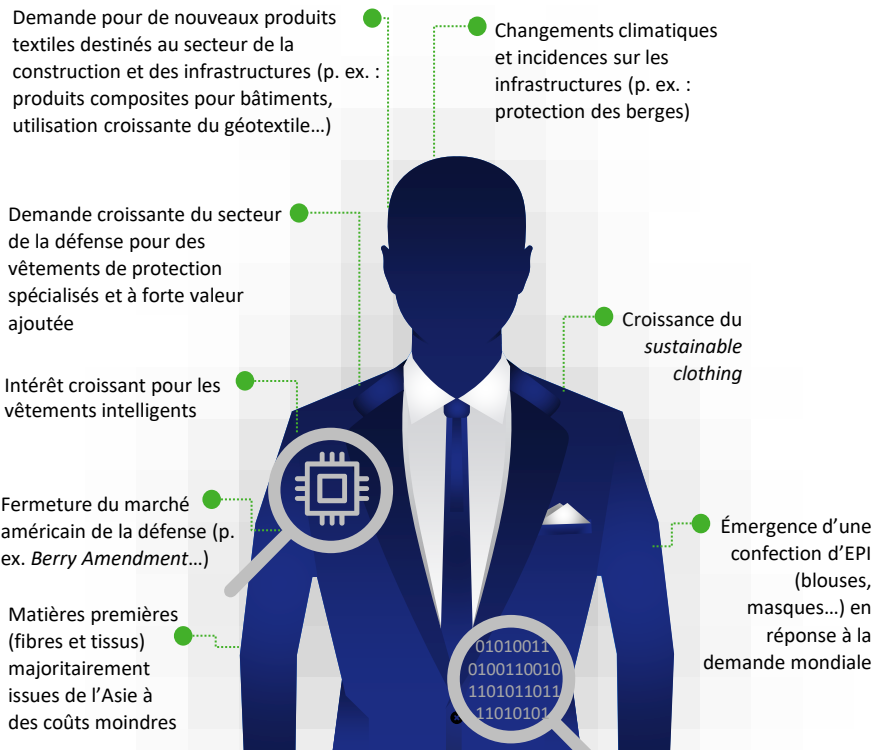 Demande pour de nouveaux produits
textiles destinés au secteur de la
construction et des infrastructures (p. ex. :
produits composites pour bâtiments,
utilisation croissante du géotextile…)
Changements climatiques
et incidences sur les
infrastructures (p. ex. :
protection des berges)
Demande croissante du secteur
de la défense pour des
vêtements de protection
spécialisés et à forte valeur
ajoutée
Croissance du
sustainable
clothing
Intérêt croissant pour les
vêtements intelligents
Fermeture du marché
américain de la défense (p.
ex. Berry Amendment…)
Émergence d’une
confection d’EPI
(blouses,
masques…) en
réponse à la
demande mondiale
Matières premières
(fibres et tissus)
majoritairement
issues de l’Asie à
des coûts moindres
01010011
0100110010
1101011011
11010101